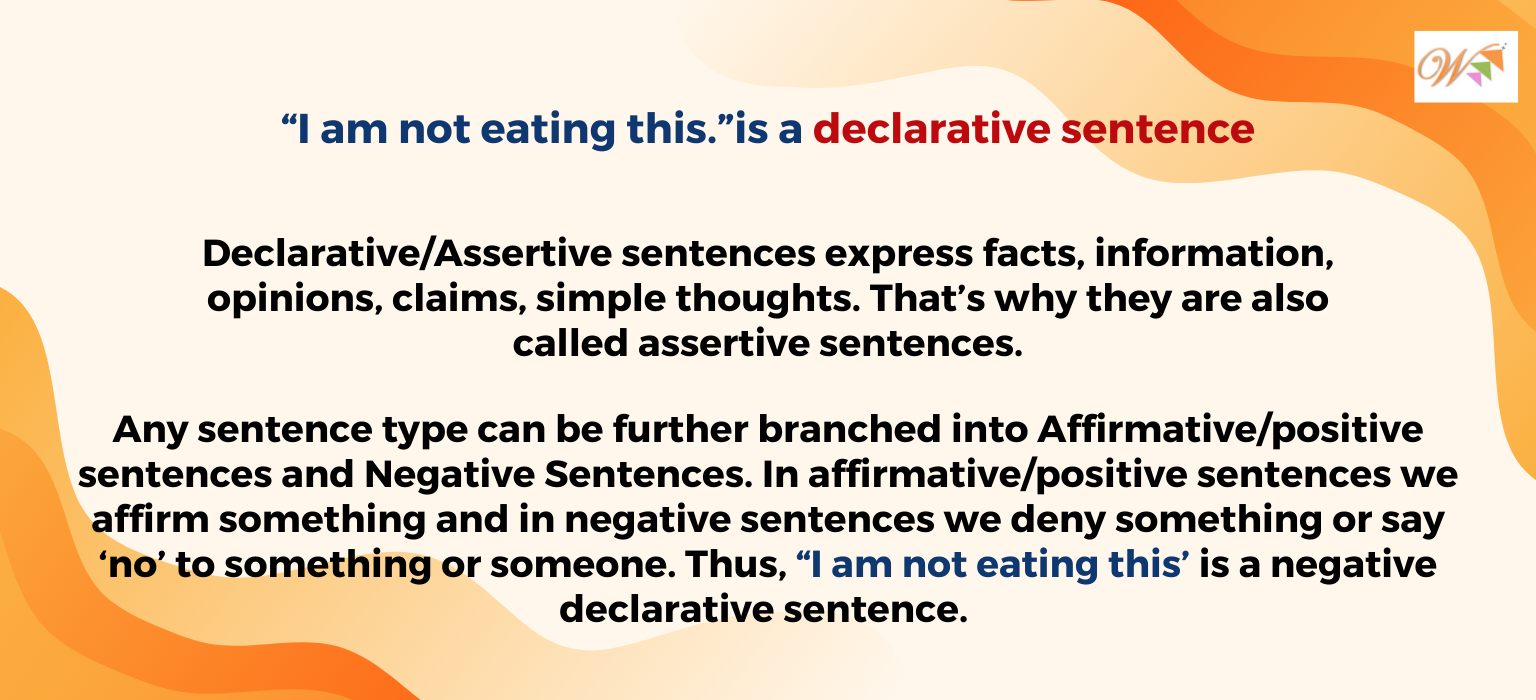 “I am not eating this.”is a declarative sentence
Declarative/Assertive sentences express facts, information,
opinions, claims, simple thoughts. That’s why they are also
called assertive sentences.
Any sentence type can be further branched into Affirmative/positive
sentences and Negative Sentences. In affirmative/positive sentences we
affirm something and in negative sentences we deny something or say
‘no’ to something or someone. Thus, “I am not eating this’ is a negative
declarative sentence.